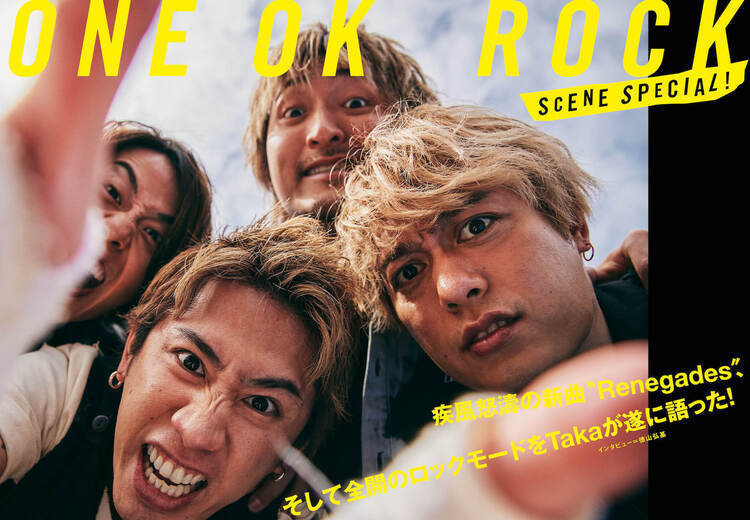 ONE OK ROCK
SCENE SPECIAL!
疾風怒濤の新曲“Renegades”、
そして全開のロックモードをTakaが遂に語った!
インタビュー=徳山弘基